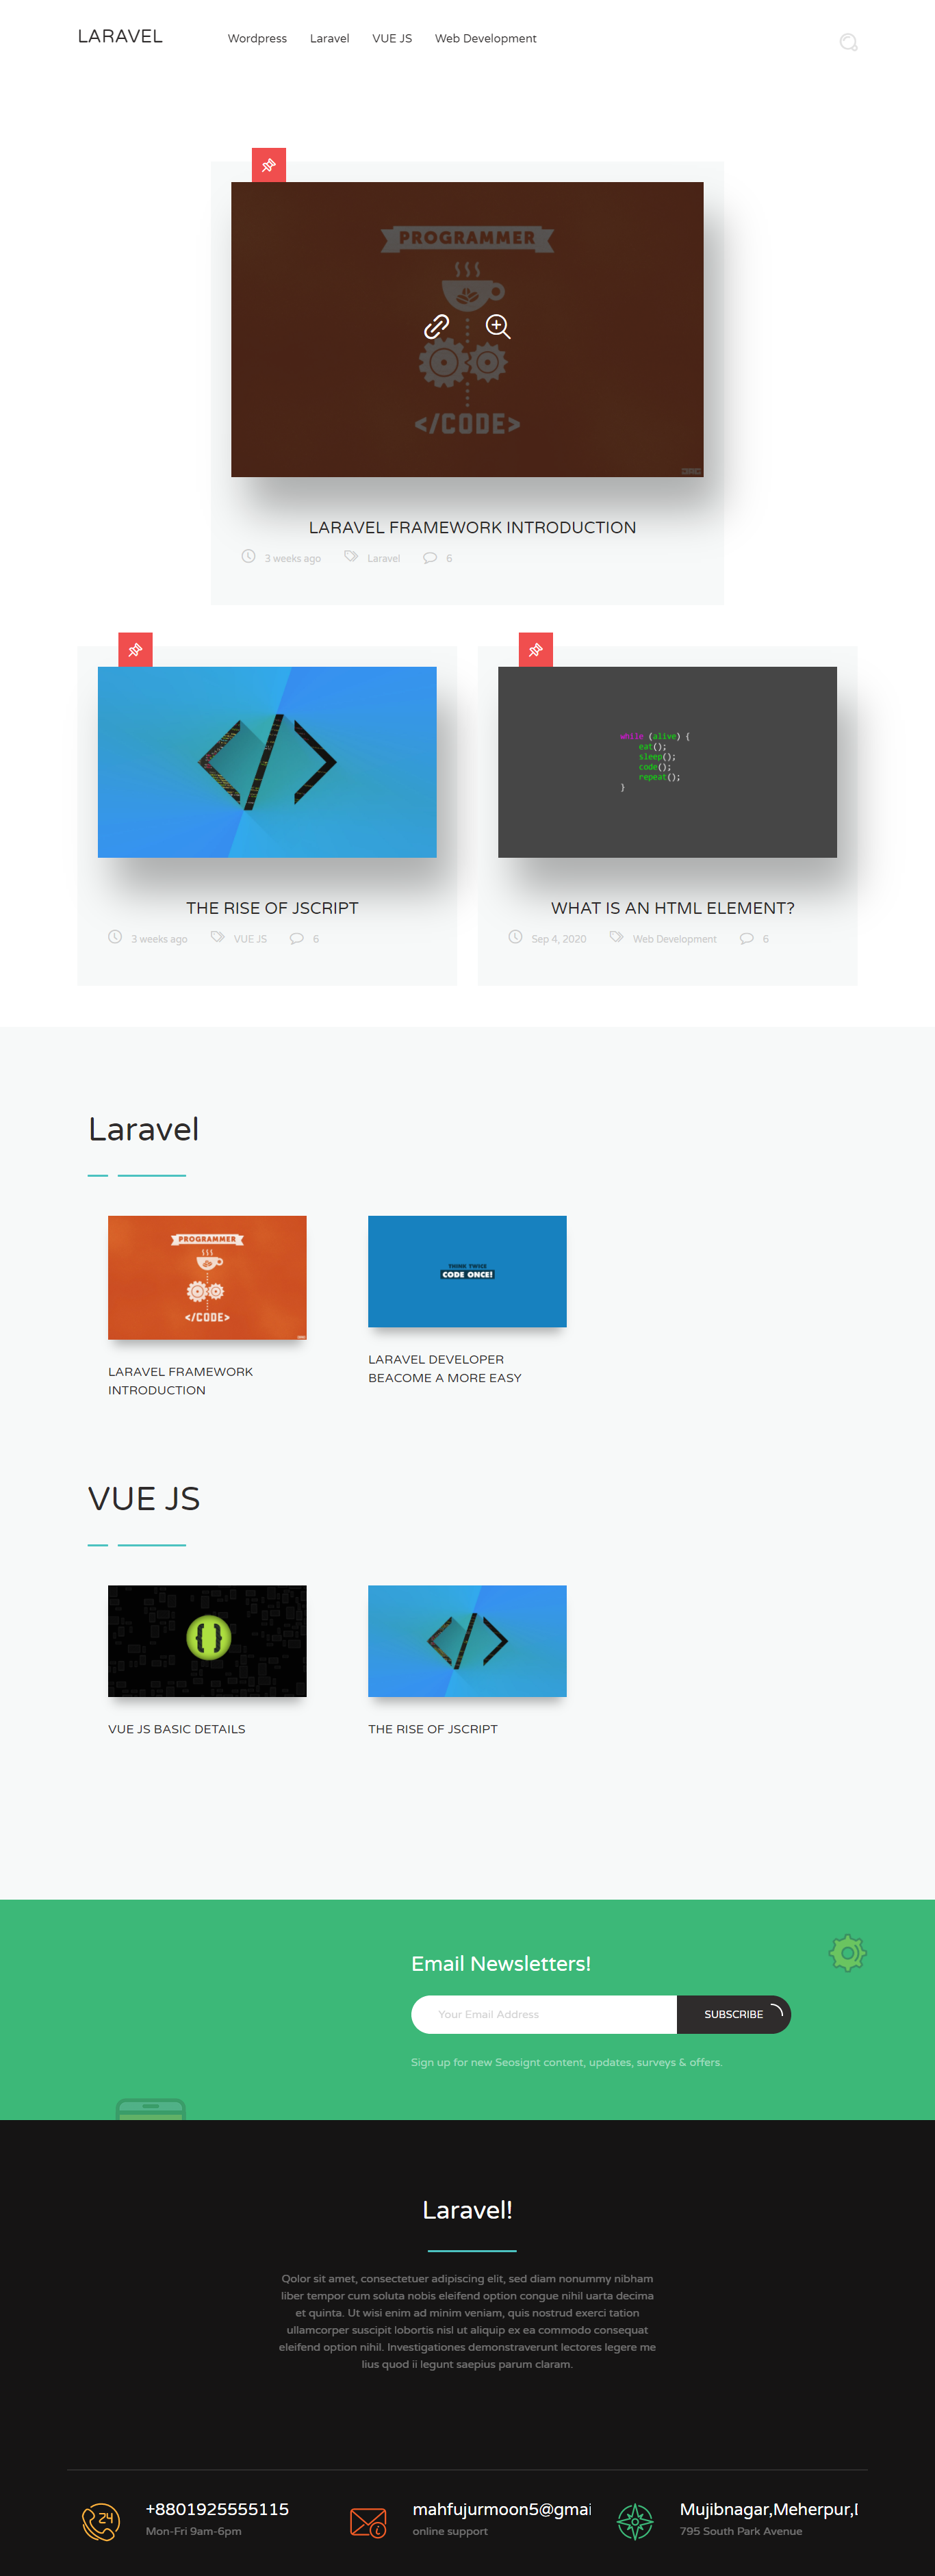 LARAVEL
Wordpress Laravel VUE JS Web Development
PROGRAMMER
</CODE>
LARAVEL FRAMEWORK INTRODUCTION
3 weeks ago Laravel 6
</>
THE RISE OF JSCRIPT
3 weeks ago VUE JS 6
while (alive) {
eat();
sleep();
code();
repeat();
}
WHAT IS AN HTML ELEMENT?
Sep 4, 2020 Web Development 6
Laravel
PROGRAMMER
</CODE>
LARAVEL FRAMEWORK
INTRODUCTION
THINK TWICE
CODE ONCE!
LARAVEL DEVELOPER
BEACOME A MORE EASY
VUE JS
{}
VUE JS BASIC DETAILS
</>
THE RISE OF JSCRIPT
Email Newsletters!
Your Email Address
SUBSCRIBE
Sign up for new Seosignt content, updates, surveys & offers.
Laravel!
Qolor sit amet, consectetuer adipiscing elit, sed diam nonummy nibham
liber tempor cum soluta nobis eleifend option congue nihil uarta decima
et quinta. Ut wisi enim ad minim veniam, quis nostrud exerci tation
ullamcorper suscipit lobortis nisl ut aliquip ex ea commodo consequat
eleifend option nihil. Investigationes demonstraverunt lectores legere me
lius quod ii legunt saepius parum claram.
24
+8801925555115
Mon-Fri 9am-6pm
mahfujurmoon5@gmai
online support
Mujibnagar,Meherpur,
795 South Park Avenue